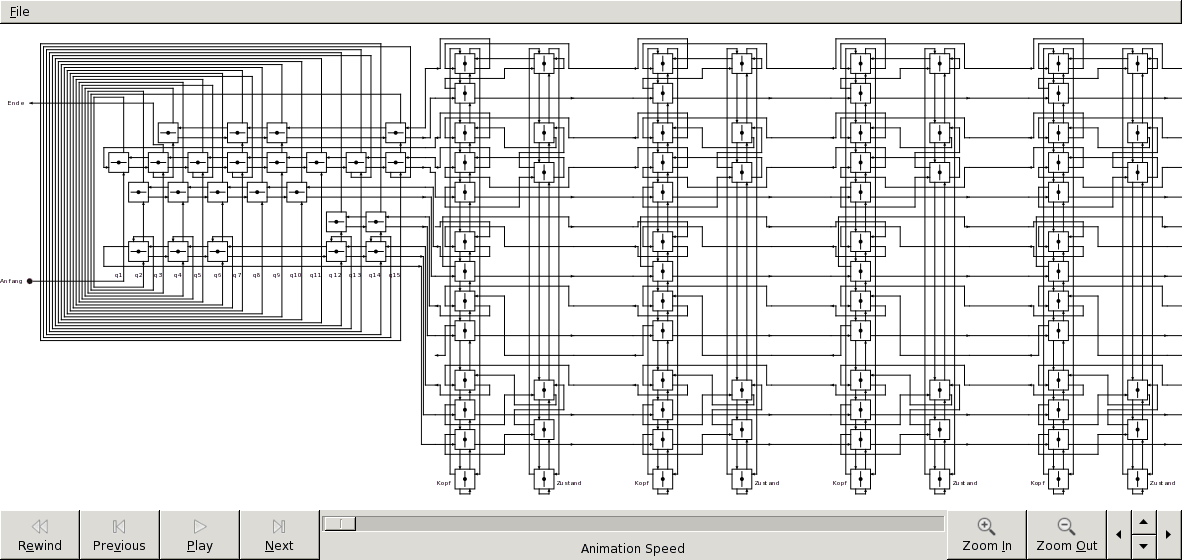 File
Ende
q1 q2 q3 q4 q5 q6 q7 q8 q9 q10 q11 q12 q13 q14 q15
Anfang
Kopf Zustand Kopf Zustand Kopf Zustand Kopf Zustand
Rewind Previous Play Next Animation Speed Zoom In Zoom Out